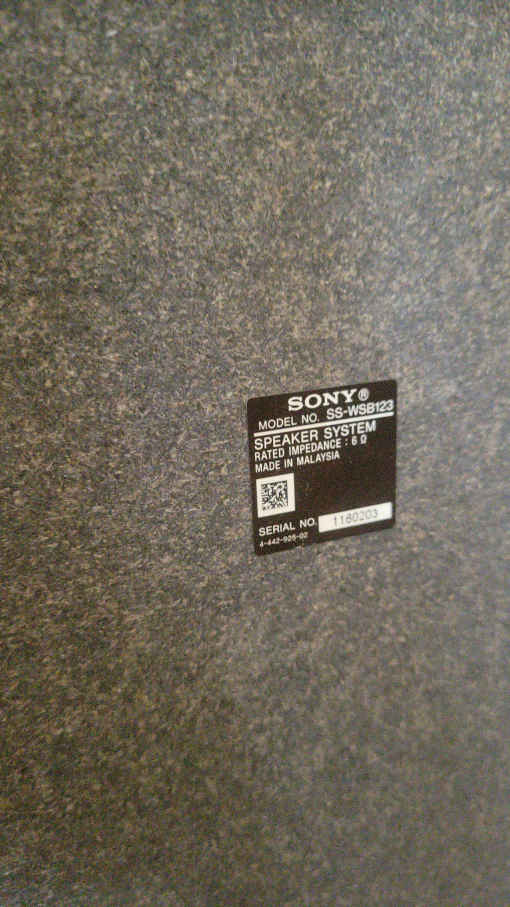 SONY®
MODEL NO. SS-WSB123
SPEAKER SYSTEM
RATED IMPEDANCE : 6 Ω
MADE IN MALAYSIA
SERIAL NO. 1160203
4-442-925-02